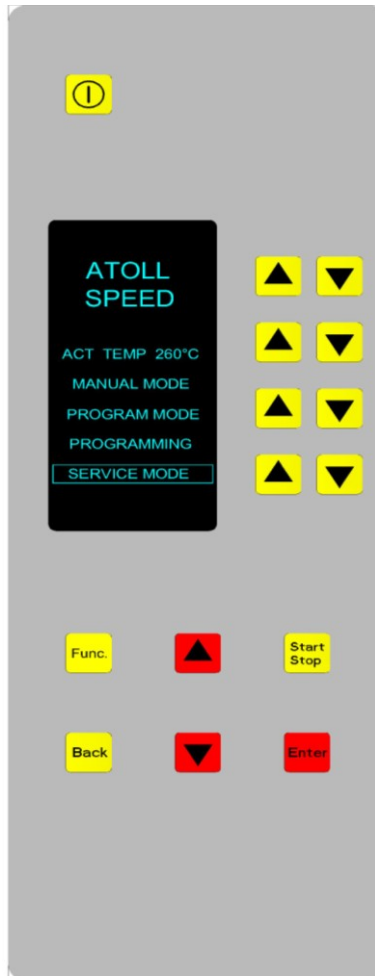 ATOLL
SPEED
ACT TEMP 260°C
MANUAL MODE
PROGRAM MODE
PROGRAMMING
SERVICE MODE
Func.
Start
Stop
Back
Enter